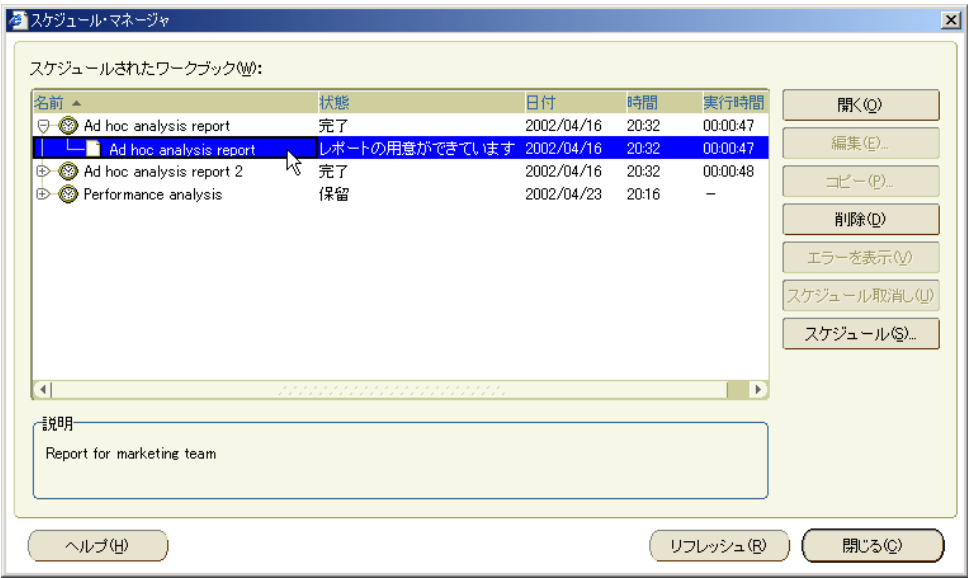 スケジュール・マネージャ
スケジュールされたワークブック(W):
名前 状態 日付 時間 実行時間
Ad hoc analysis report 完了 2002/04/16 20:32 00:00:47
Ad hoc analysis report レポートの用意ができています 2002/04/16 20:32 00:00:47
Ad hoc analysis report 2 完了 2002/04/16 20:32 00:00:48
Performance analysis 保留 2002/04/23 20:16 –
開く(O)
編集(E)...
コピー(P)...
削除(D)
エラーを表示(V)
スケジュール取消し(U)
スケジュール(S)...
説明
Report for marketing team
ヘルプ(H) リフレッシュ(R) 閉じる(C)